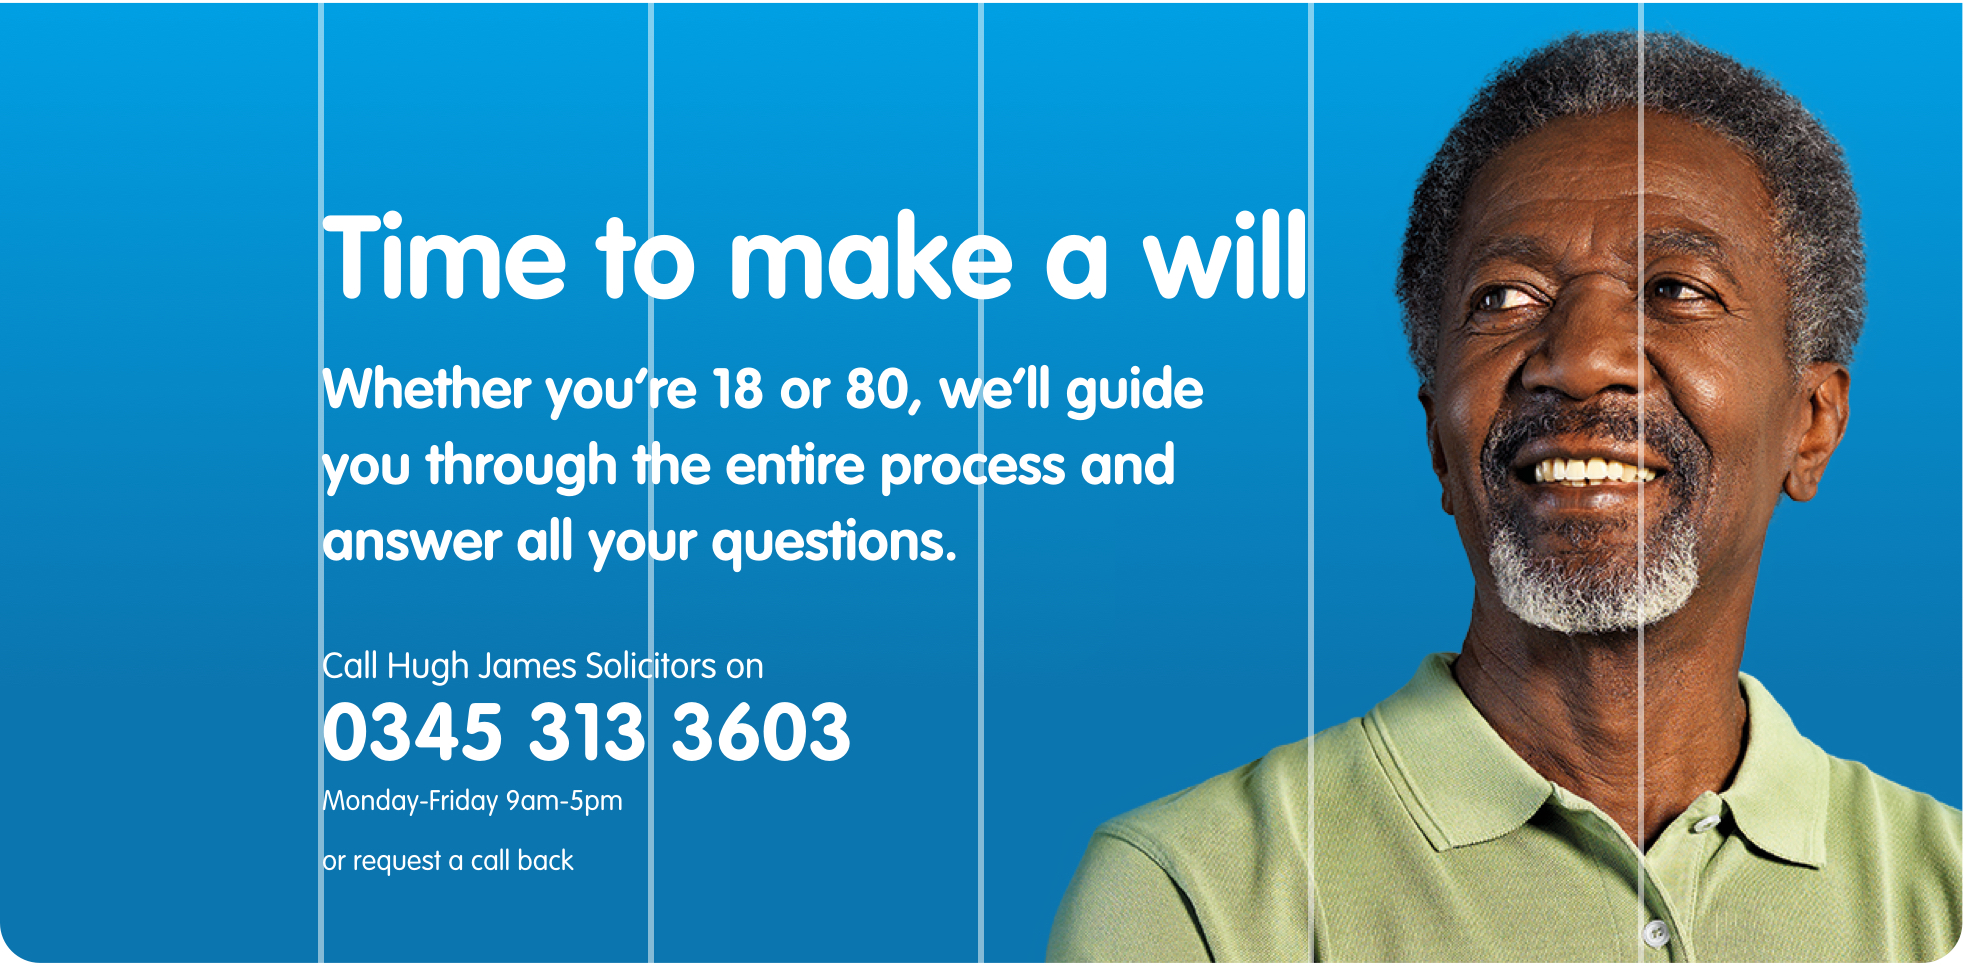 Time to make a will
Whether you’re 18 or 80, we’ll guide
you through the entire process and
answer all your questions.
Call Hugh James Solicitors on
0345 313 3603
Monday-Friday 9am-5pm
or request a call back